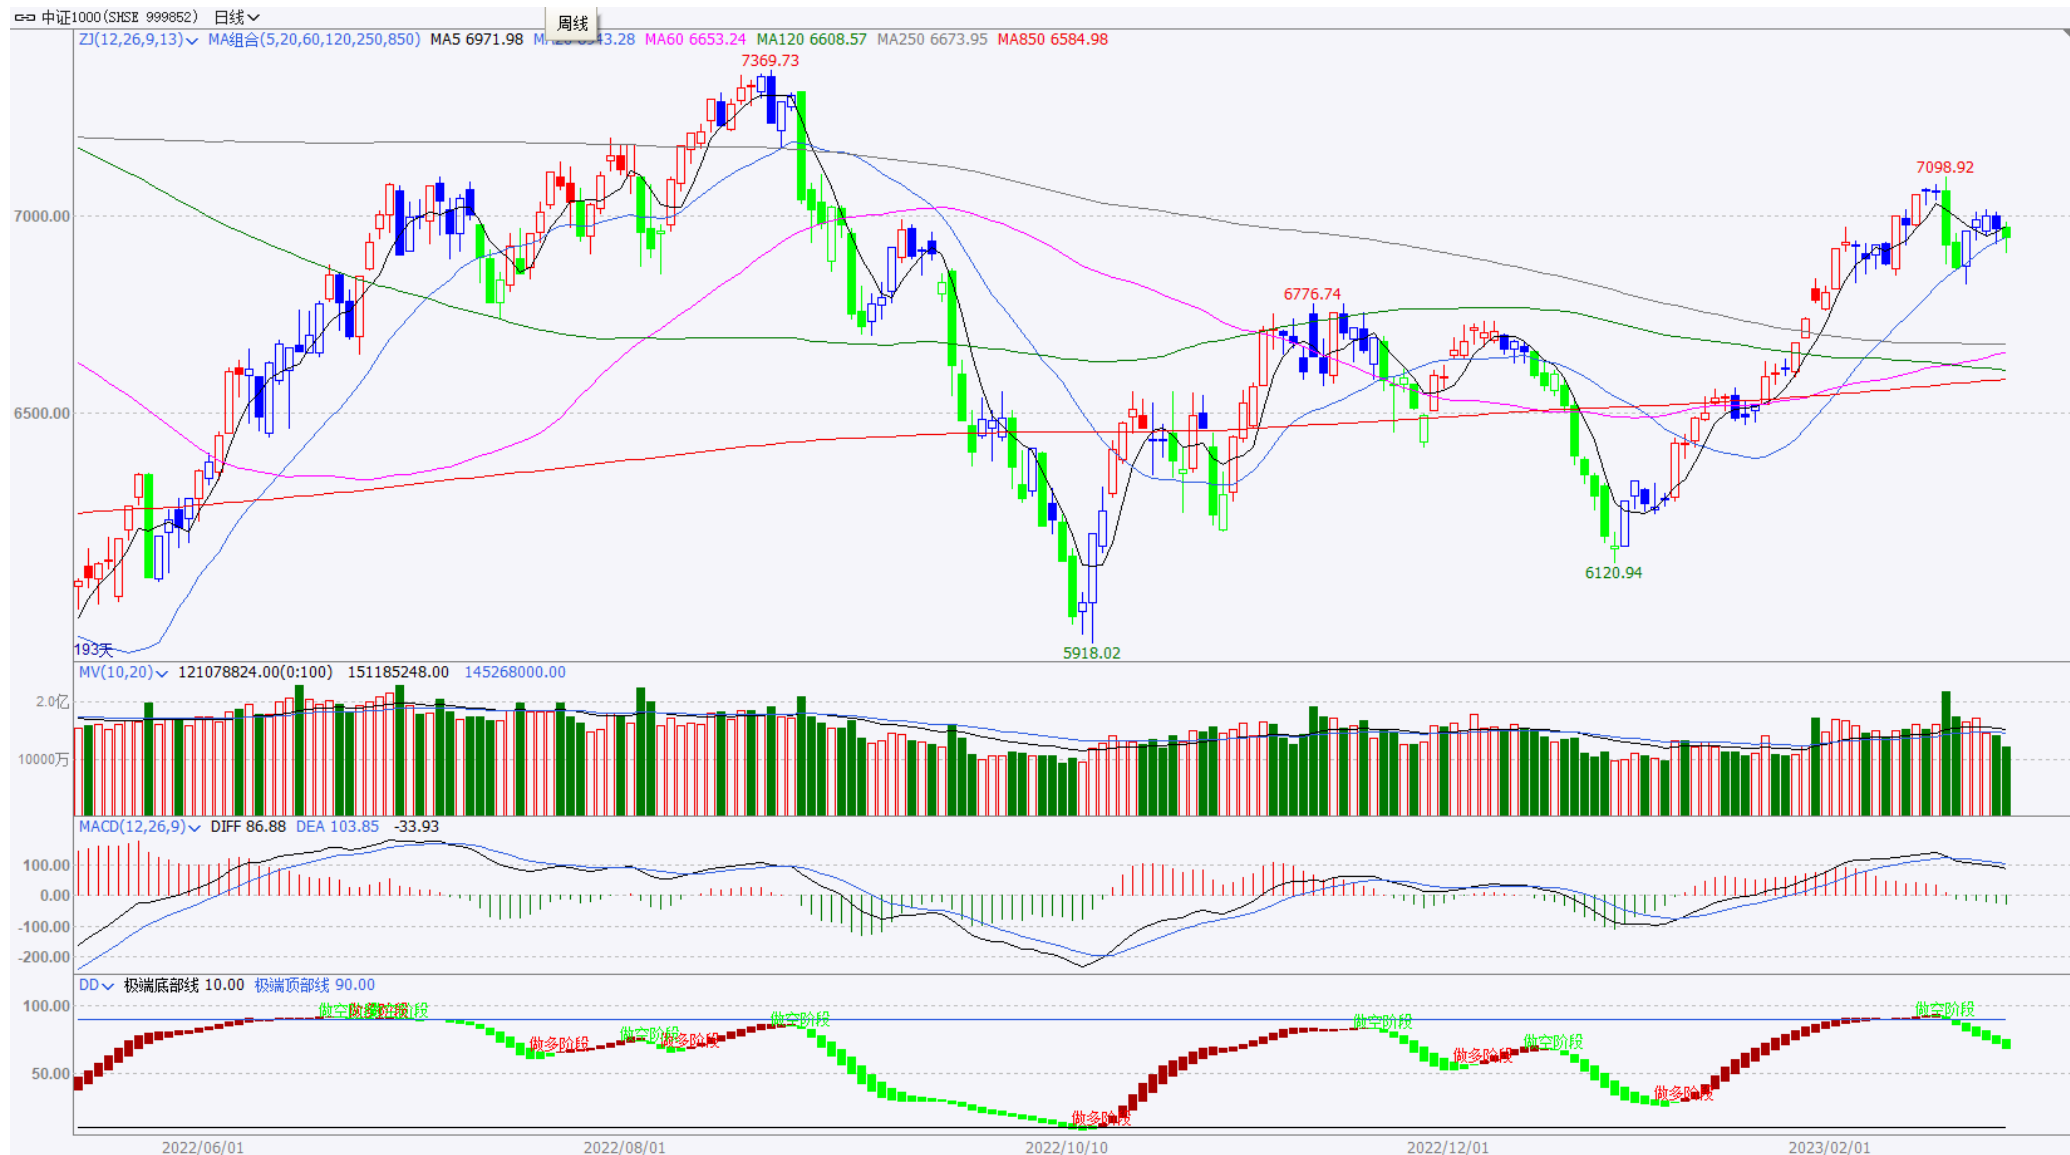 中证1000(SHSE 999852) 日线
周线
ZJ(12,26,9,13) MA组合(5,20,60,120,250,850) MA5 6971.98 MA60 6653.24 MA120 6608.57 MA250 6673.95 MA850 6584.98
7369.73
7098.92
7000.00
6776.74
6500.00
6120.94
193天
5918.02
MV(10,20) 121078824.00(0:100) 151185248.00 145268000.00
2.0亿
10000万
MACD(12,26,9) DIFF 86.88 DEA 103.85 -33.93
100.00
0.00
-100.00
-200.00
DD 极端底部线 10.00 极端顶部线 90.00
100.00
做空阶段
做多阶段
做空阶段
做多阶段
做空阶段
做多阶段
做空阶段
做多阶段
做空阶段
做多阶段
做空阶段
做多阶段
做空阶段
50.00
2022/06/01 2022/08/01 2022/10/10 2022/12/01 2023/02/01